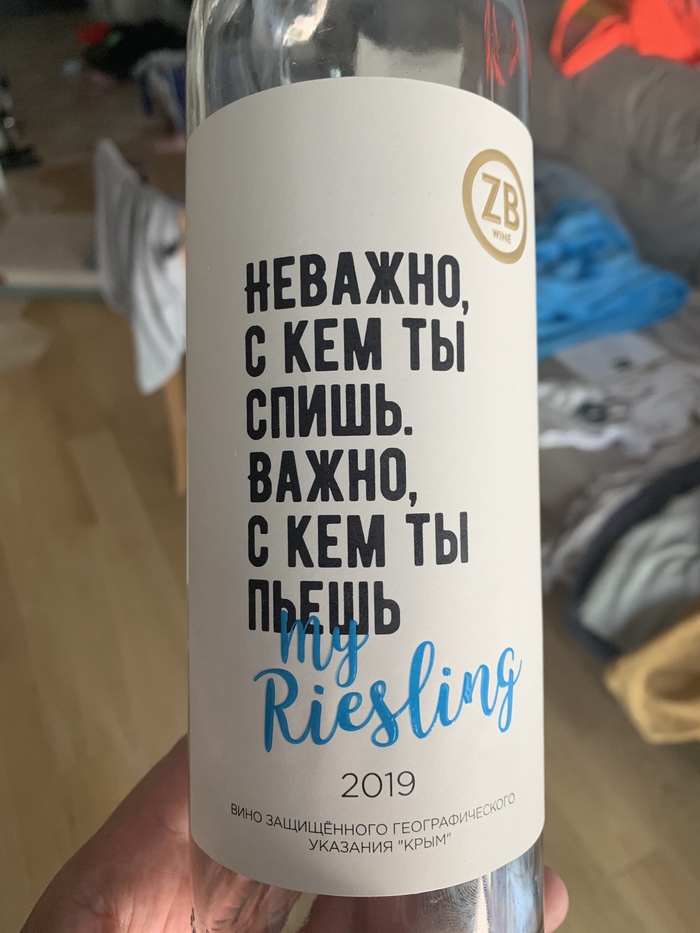 ZB
WINE
НЕВАЖНО,
С КЕМ ТЫ
СПИШЬ.
ВАЖНО,
С КЕМ ТЫ
ПЬЕШЬ
my
Riesling
2019
ВИНО ЗАЩИЩЁННОГО ГЕОГРАФИЧЕСКОГО
УКАЗАНИЯ "КРЫМ"